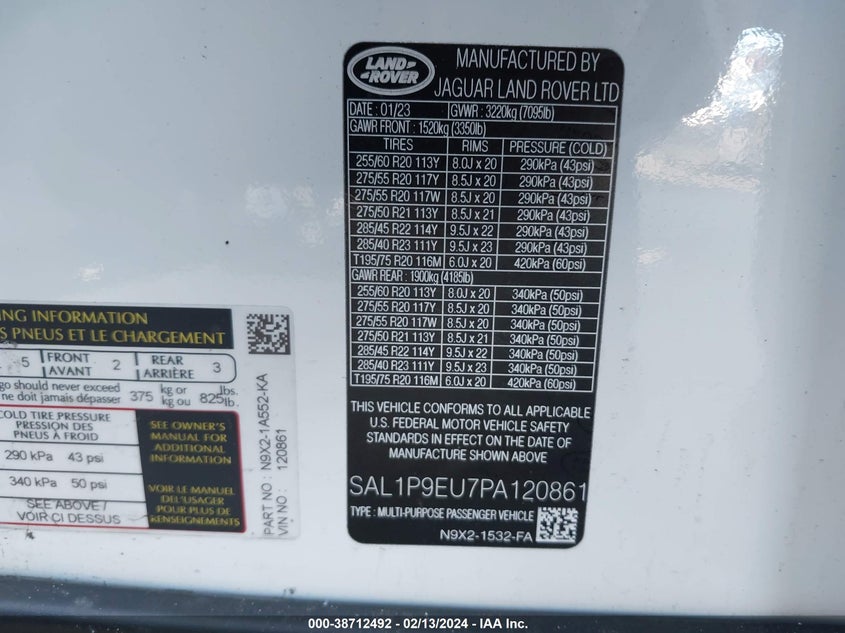 LAND ROVER
MANUFACTURED BY
JAGUAR LAND ROVER LTD
DATE : 01/23 GVWR : 3220kg (7095lb)
GAWR FRONT : 1520kg (3350lb)
TIRES RIMS PRESSURE (COLD)
255/60 R20 113Y 8.0J x 20 290kPa (43psi)
275/55 R20 117Y 8.5J x 20 290kPa (43psi)
275/55 R20 117W 8.5J x 20 290kPa (43psi)
275/50 R21 113Y 8.5J x 21 290kPa (43psi)
285/45 R22 114Y 9.5J x 22 290kPa (43psi)
285/40 R23 111Y 9.5J x 23 290kPa (43psi)
T195/75 R20 116M 6.0J x 20 420kPa (60psi)
GAWR REAR : 1900kg (4185lb)
255/60 R20 113Y 8.0J x 20 340kPa (50psi)
275/55 R20 117Y 8.5J x 20 340kPa (50psi)
275/55 R20 117W 8.5J x 20 340kPa (50psi)
275/50 R21 113Y 8.5J x 21 340kPa (50psi)
285/45 R22 114Y 9.5J x 22 340kPa (50psi)
285/40 R23 111Y 9.5J x 23 340kPa (50psi)
T195/75 R20 116M 6.0J x 20 420kPa (60psi)
THIS VEHICLE CONFORMS TO ALL APPLICABLE
U.S. FEDERAL MOTOR VEHICLE SAFETY
STANDARDS IN EFFECT ON THE DATE OF
MANUFACTURE SHOWN ABOVE.
SAL1P9EU7PA120861
TYPE : MULTI-PURPOSE PASSENGER VEHICLE
N9X2-1532-FA
ING INFORMATION
S PNEUS ET LE CHARGEMENT
5 FRONT AVANT 2 REAR ARRIÈRE 3
go should never exceed 375 kg or 825 lbs.
ne doit jamais dépasser kg ou lb.
COLD TIRE PRESSURE
PRESSION DES
PNEUS À FROID
290 kPa 43 psi
340 kPa 50 psi
SEE ABOVE /
VOIR CI DESSUS
SEE OWNER'S
MANUAL FOR
ADDITIONAL
INFORMATION
VOIR LE MANUEL
DE L'USAGER
POUR PLUS DE
RENSEIGNEMENTS
PART NO : N9X2-1A552-KA
VIN NO : 120861
000-38712492 - 02/13/2024 - IAA Inc.